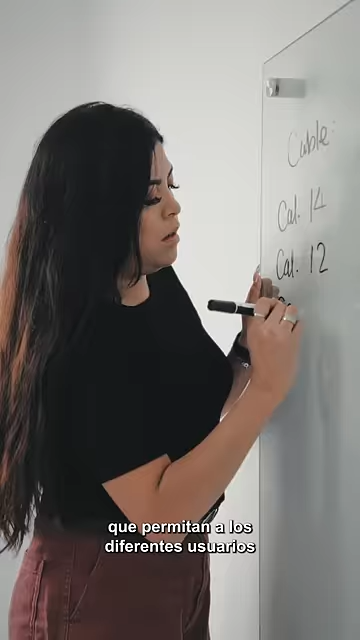 Cable:
Cal. 14
Cal. 12
que permitan a los
diferentes usuarios